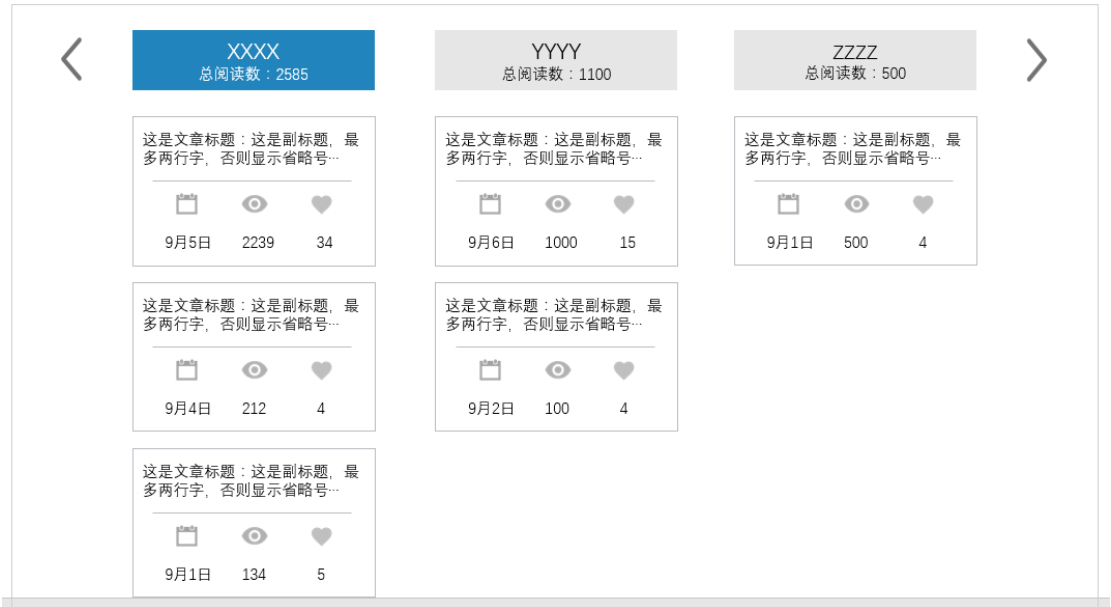 XXXX
总阅读数：2585
YYYY
总阅读数：1100
ZZZZ
总阅读数：500
这是文章标题：这是副标题，最
多两行字，否则显示省略号…
9月5日 2239 34
这是文章标题：这是副标题，最
多两行字，否则显示省略号…
9月4日 212 4
这是文章标题：这是副标题，最
多两行字，否则显示省略号…
9月1日 134 5
这是文章标题：这是副标题，最
多两行字，否则显示省略号…
9月6日 1000 15
这是文章标题：这是副标题，最
多两行字，否则显示省略号…
9月2日 100 4
这是文章标题：这是副标题，最
多两行字，否则显示省略号…
9月1日 500 4